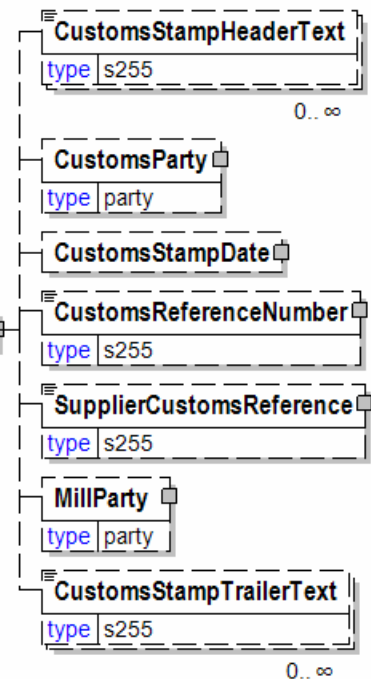 CustomsStampHeaderText
type s255
0.. ∞
CustomsParty
type party
CustomsStampDate
CustomsReferenceNumber
type s255
SupplierCustomsReference
type s255
MillParty
type party
CustomsStampTrailerText
type s255
0.. ∞